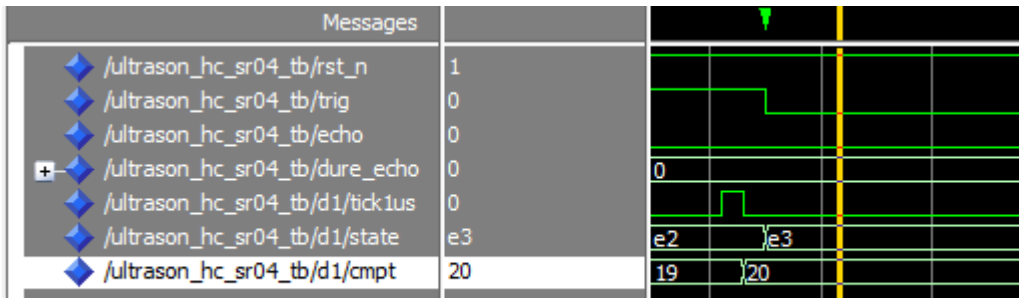 Messages
/ultrason_hc_sr04_tb/rst_n 1
/ultrason_hc_sr04_tb/trig 0
/ultrason_hc_sr04_tb/echo 0
/ultrason_hc_sr04_tb/dure_echo 0 0
/ultrason_hc_sr04_tb/d1/tick1us 0
/ultrason_hc_sr04_tb/d1/state e3 e2 e3
/ultrason_hc_sr04_tb/d1/cmpt 20 19 20